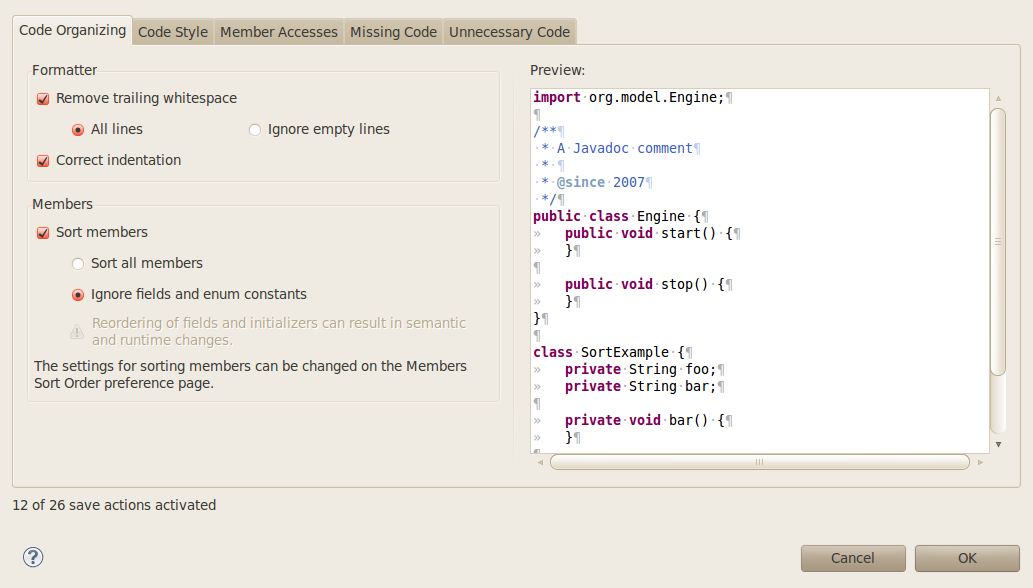 Code Organizing Code Style Member Accesses Missing Code Unnecessary Code
Formatter
Remove trailing whitespace
All lines Ignore empty lines
Correct indentation
Members
Sort members
Sort all members
Ignore fields and enum constants
Reordering of fields and initializers can result in semantic
and runtime changes.
The settings for sorting members can be changed on the Members
Sort Order preference page.
Preview:
import·org.model.Engine;¶
¶
/**¶
·*·A·Javadoc·comment¶
·*·¶
·*·@since·2007¶
·*/¶
public·class·Engine·{¶
»   public·void·start()·{¶
»   }¶
¶
»   public·void·stop()·{¶
»   }¶
}¶
¶
class·SortExample·{¶
»   private·String·foo;¶
»   private·String·bar;¶
¶
»   private·void·bar()·{¶
»   }¶
¶
12 of 26 save actions activated
?
Cancel OK